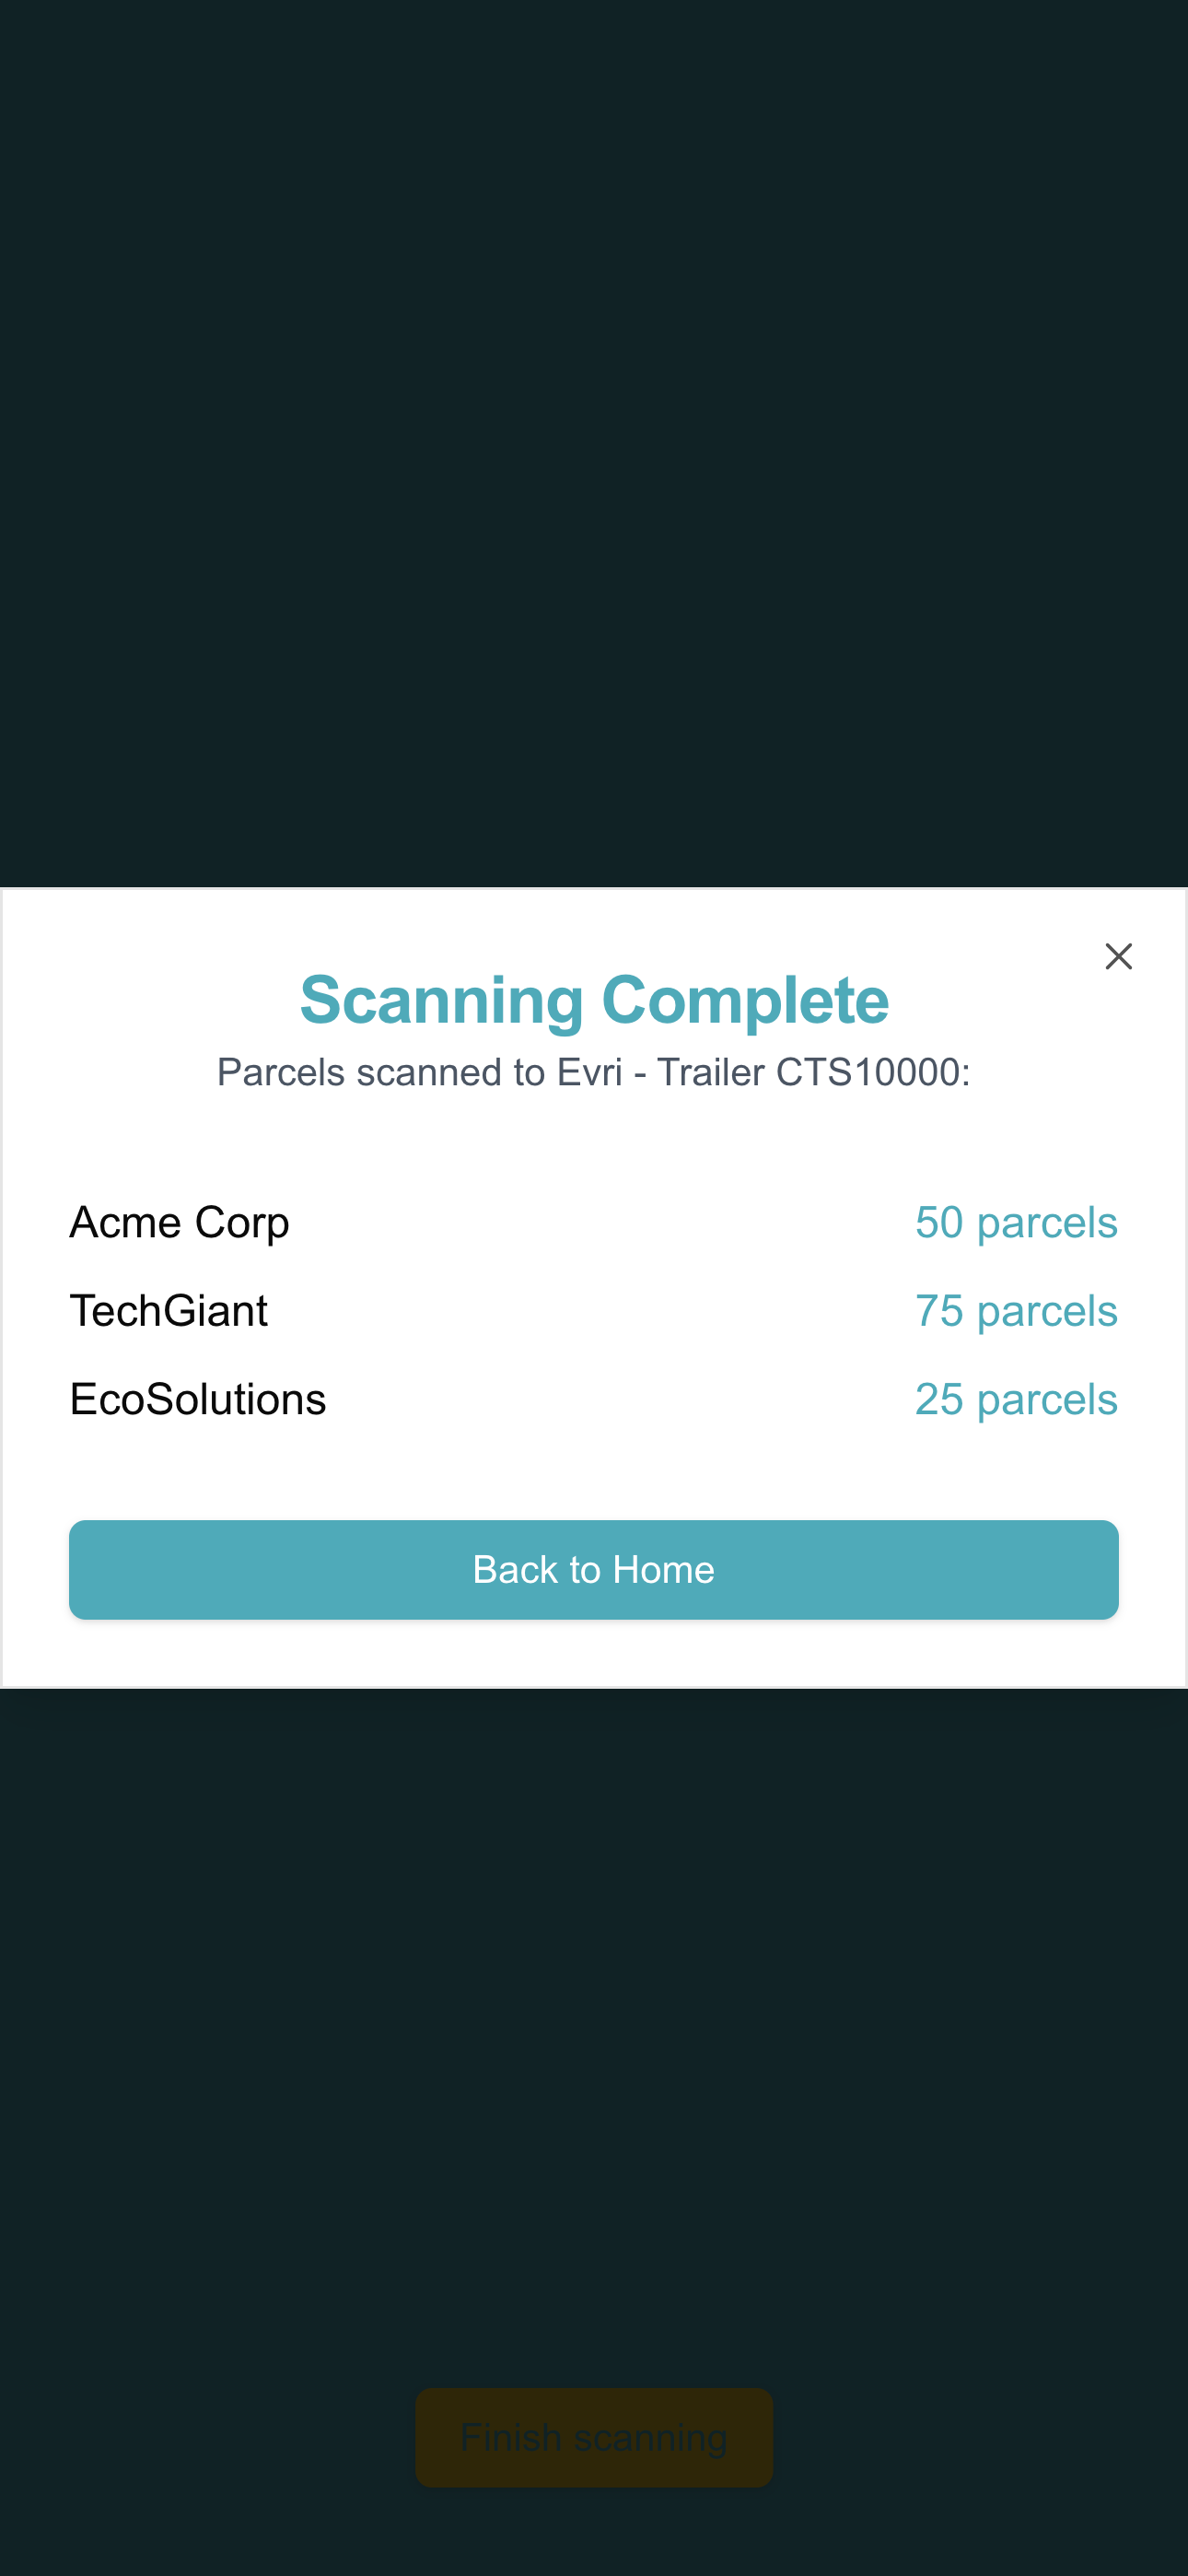 Scanning Complete
Parcels scanned to Evri - Trailer CTS10000:
Acme Corp 50 parcels
TechGiant 75 parcels
EcoSolutions 25 parcels
Back to Home
Finish scanning